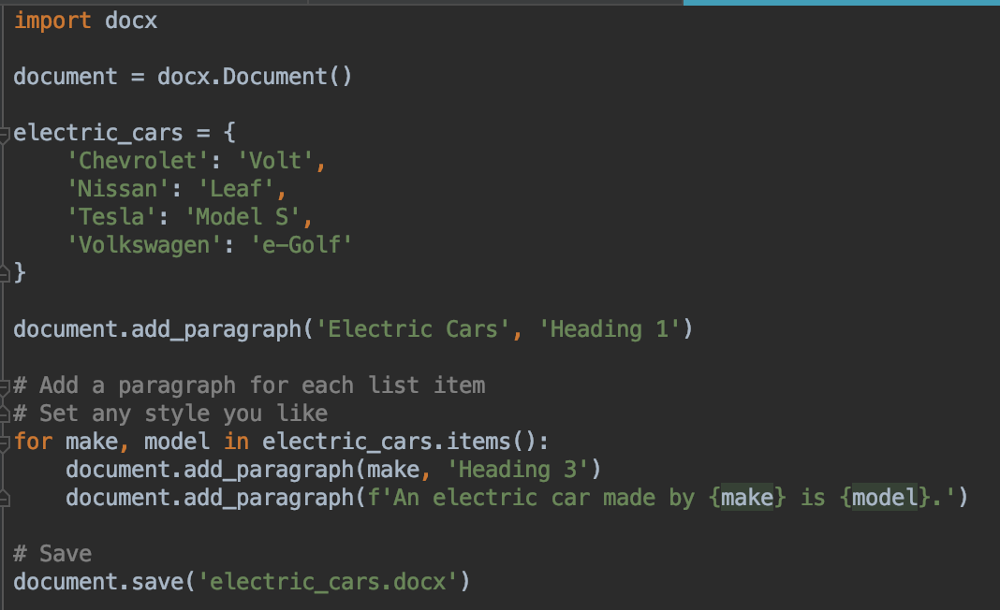 import docx

document = docx.Document()

electric_cars = {
    'Chevrolet': 'Volt',
    'Nissan': 'Leaf',
    'Tesla': 'Model S',
    'Volkswagen': 'e-Golf'
}

document.add_paragraph('Electric Cars', 'Heading 1')

# Add a paragraph for each list item
# Set any style you like
for make, model in electric_cars.items():
    document.add_paragraph(make, 'Heading 3')
    document.add_paragraph(f'An electric car made by {make} is {model}.')

# Save
document.save('electric_cars.docx')